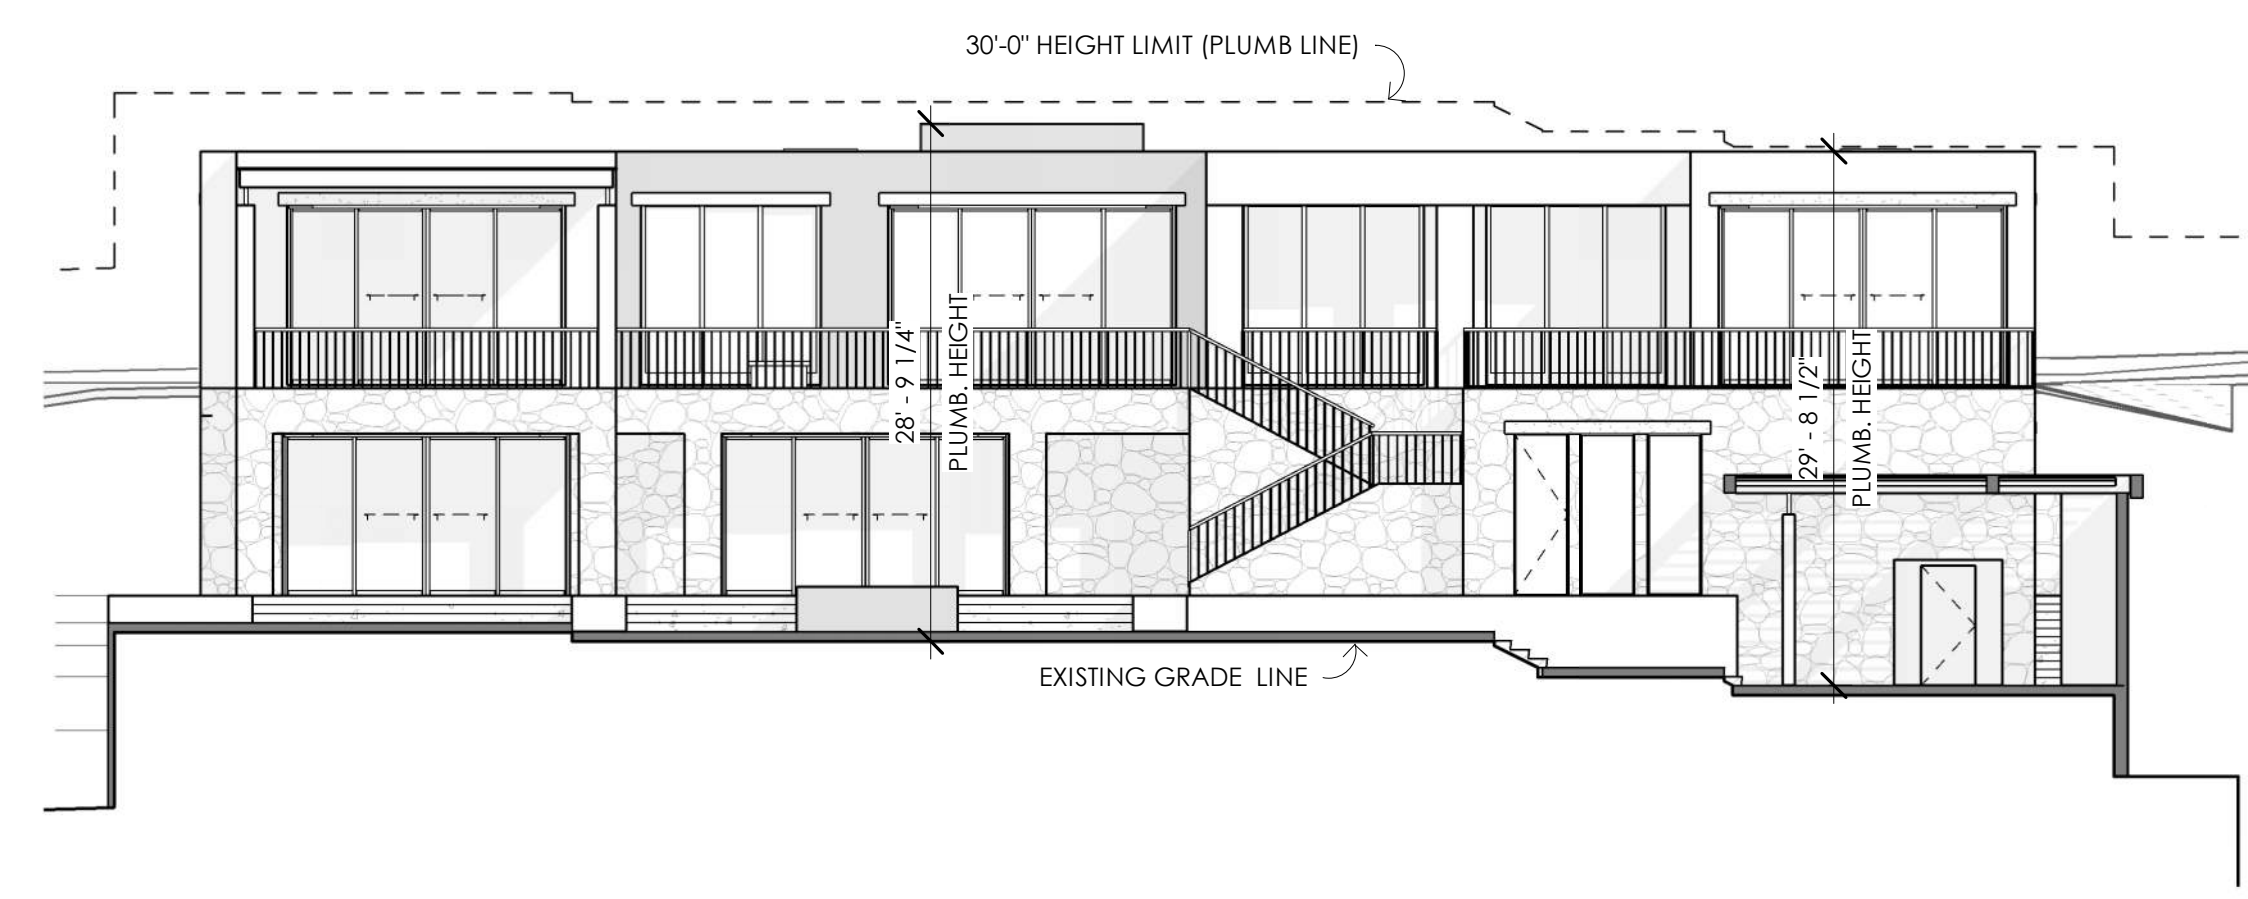 30'-0" HEIGHT LIMIT (PLUMB LINE)
28' - 9 1/4"
PLUMB. HEIGHT
29' - 8 1/2"
PLUMB. HEIGHT
EXISTING GRADE LINE